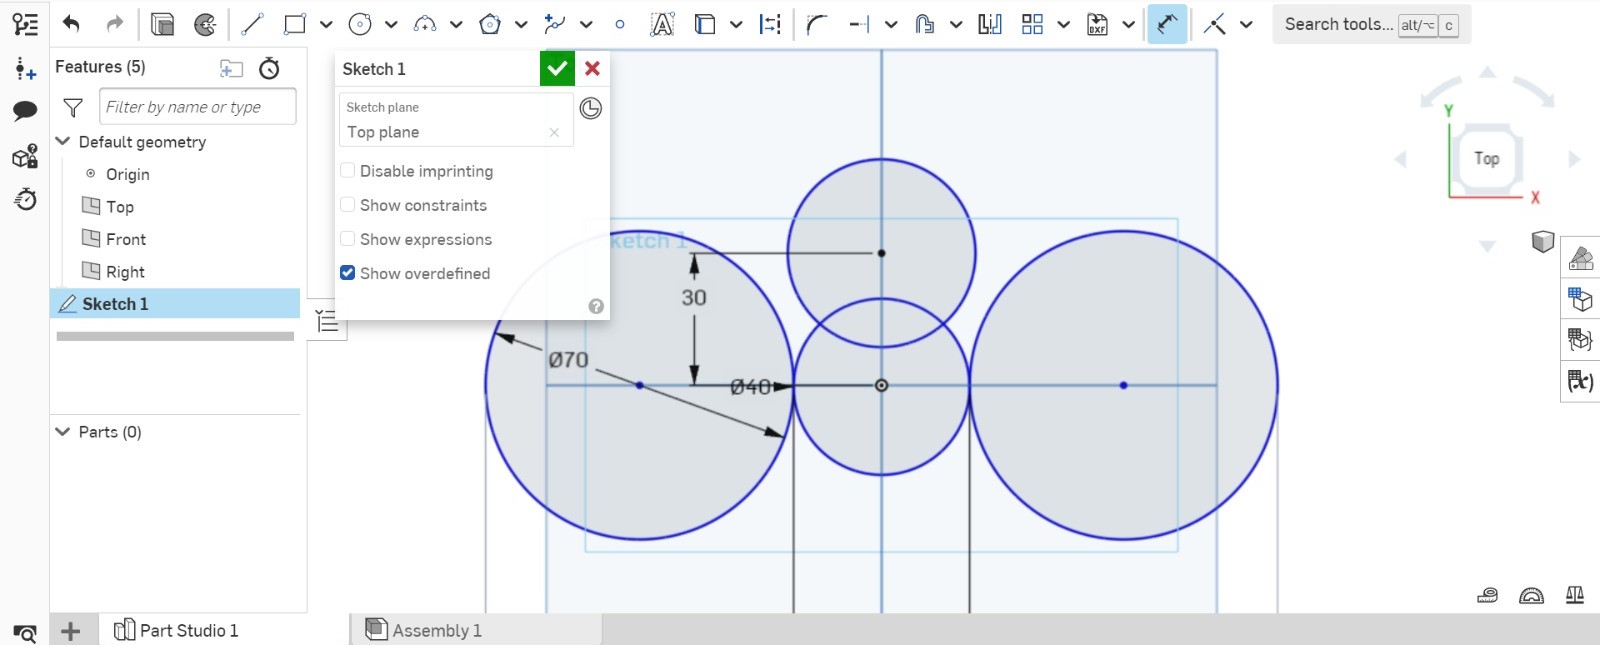 Search tools... alt/⌥ c
DXF
Features (5)
Filter by name or type
Default geometry
Origin
Top
Front
Right
Sketch 1
Parts (0)
Sketch 1
Sketch plane
Top plane
Disable imprinting
Show constraints
Show expressions
Show overdefined
ketch 1
30
Ø70
Ø40
Y
Top
X
(x)
Part Studio 1
Assembly 1